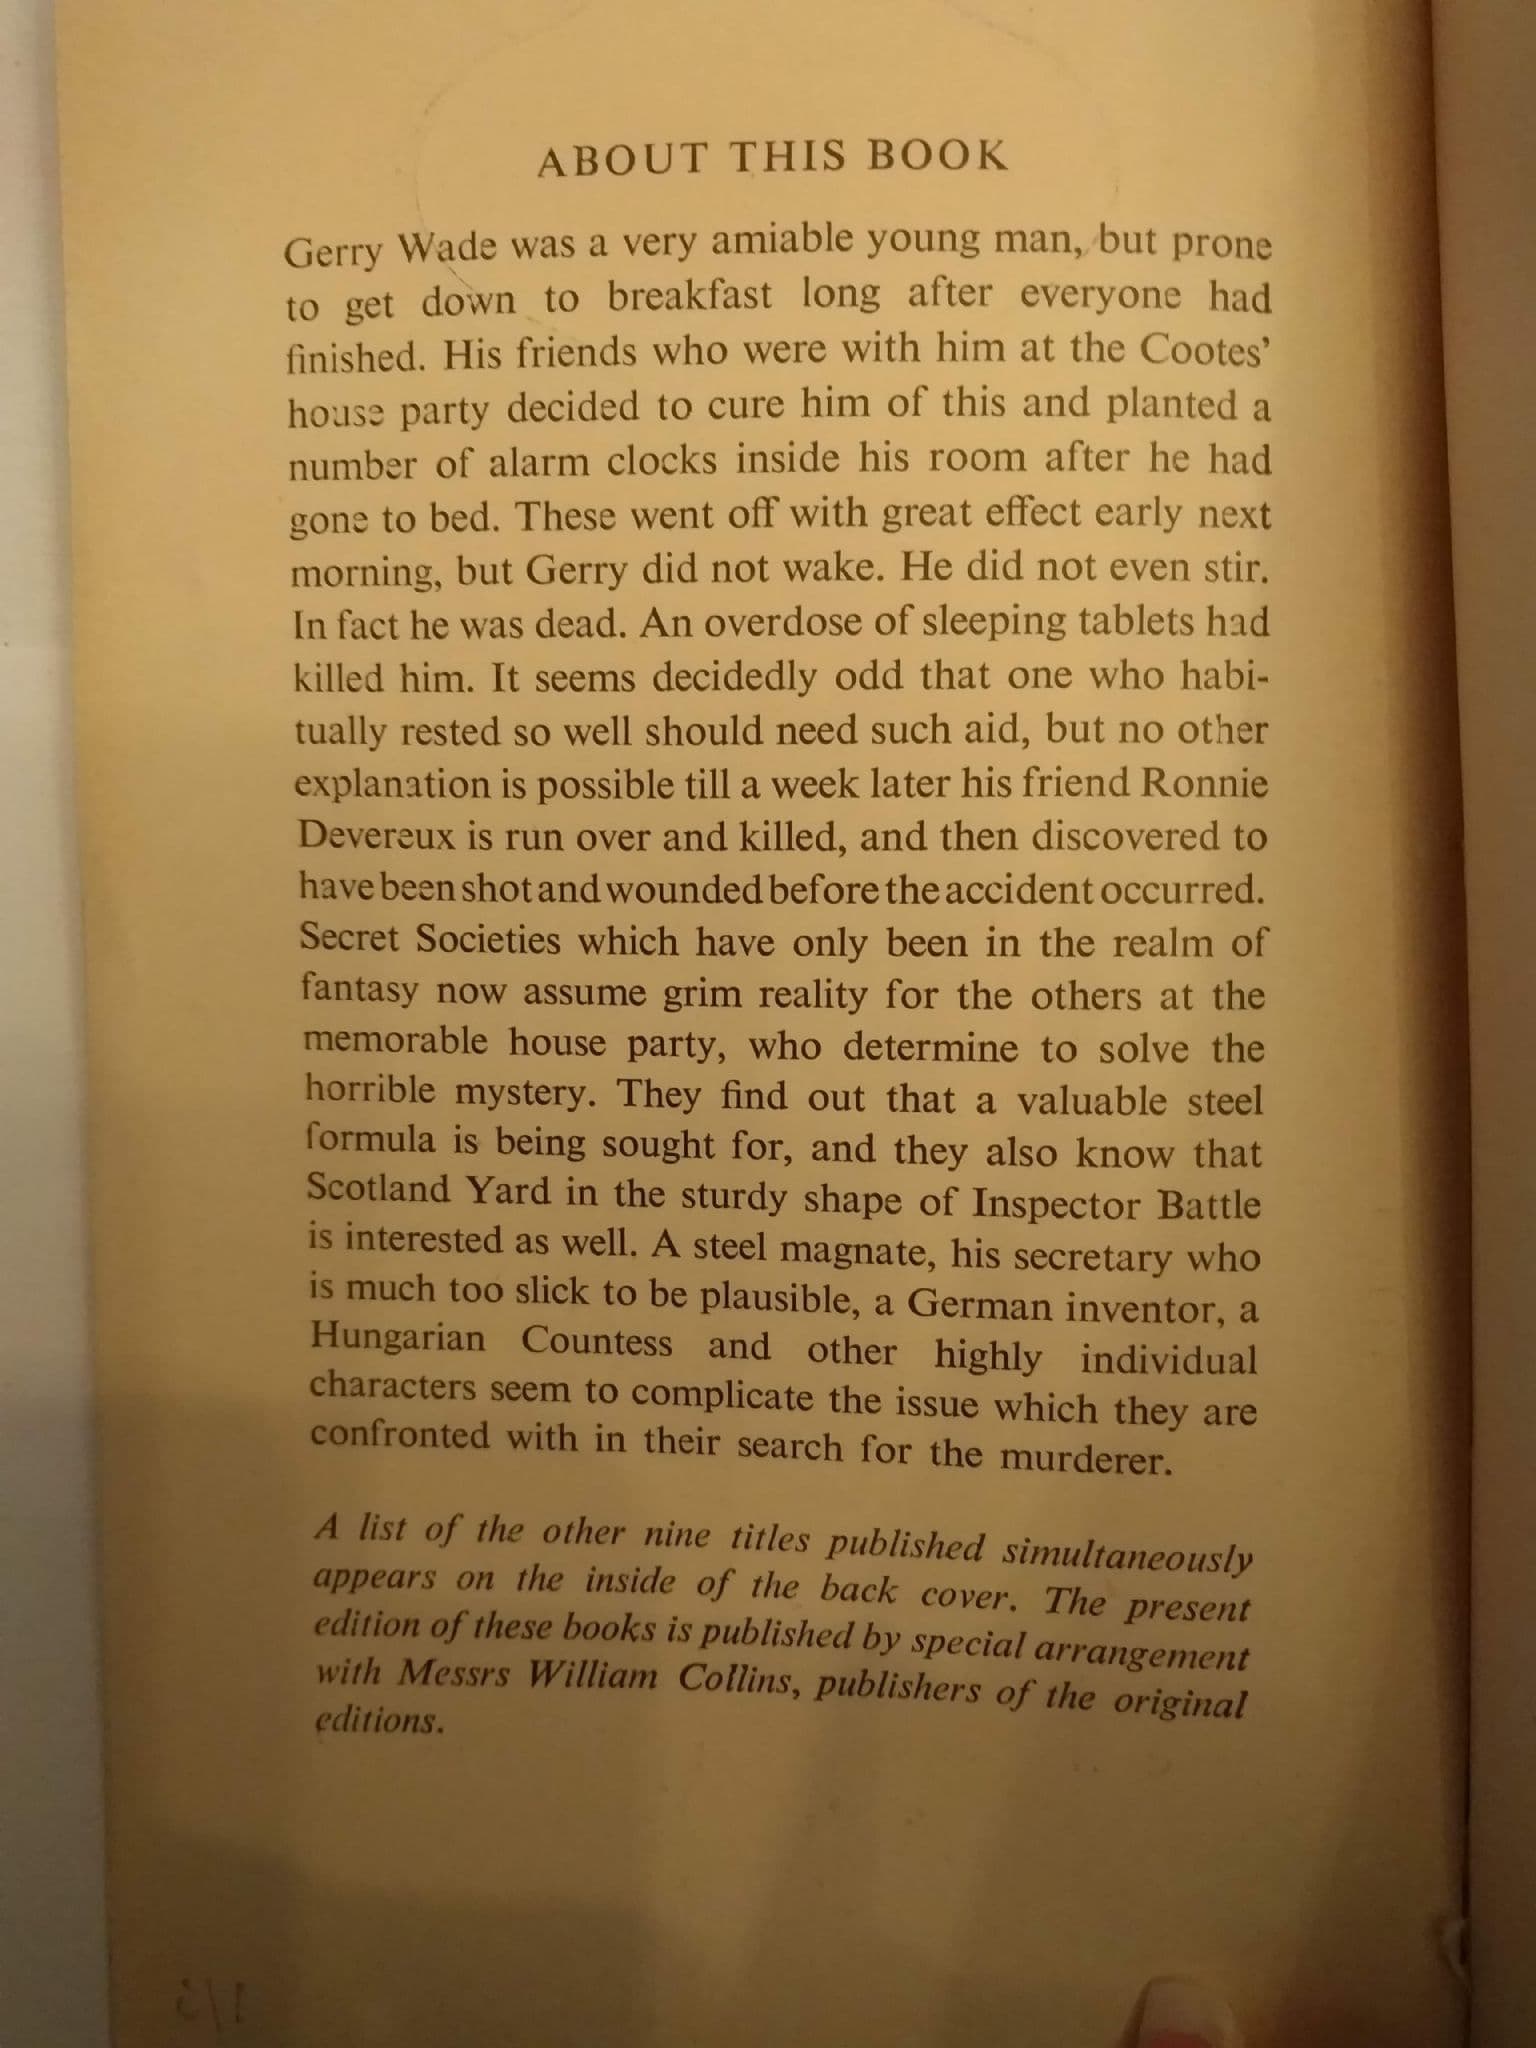 ABOUT THIS BOOK
Gerry Wade was a very amiable young man, but prone
to get down to breakfast long after everyone had
finished. His friends who were with him at the Cootes'
house party decided to cure him of this and planted a
number of alarm clocks inside his room after he had
gone to bed. These went off with great effect early next
morning, but Gerry did not wake. He did not even stir.
In fact he was dead. An overdose of sleeping tablets had
killed him. It seems decidedly odd that one who habi-
tually rested so well should need such aid, but no other
explanation is possible till a week later his friend Ronnie
Devereux is run over and killed, and then discovered to
have been shot and wounded before the accident occurred.
Secret Societies which have only been in the realm of
fantasy now assume grim reality for the others at the
memorable house party, who determine to solve the
horrible mystery. They find out that a valuable steel
formula is being sought for, and they also know that
Scotland Yard in the sturdy shape of Inspector Battle
is interested as well. A steel magnate, his secretary who
is much too slick to be plausible, a German inventor, a
Hungarian Countess and other highly individual
characters seem to complicate the issue which they are
confronted with in their search for the murderer.
A list of the other nine titles published simultaneously
appears on the inside of the back cover. The present
edition of these books is published by special arrangement
with Messrs William Collins, publishers of the original
editions.